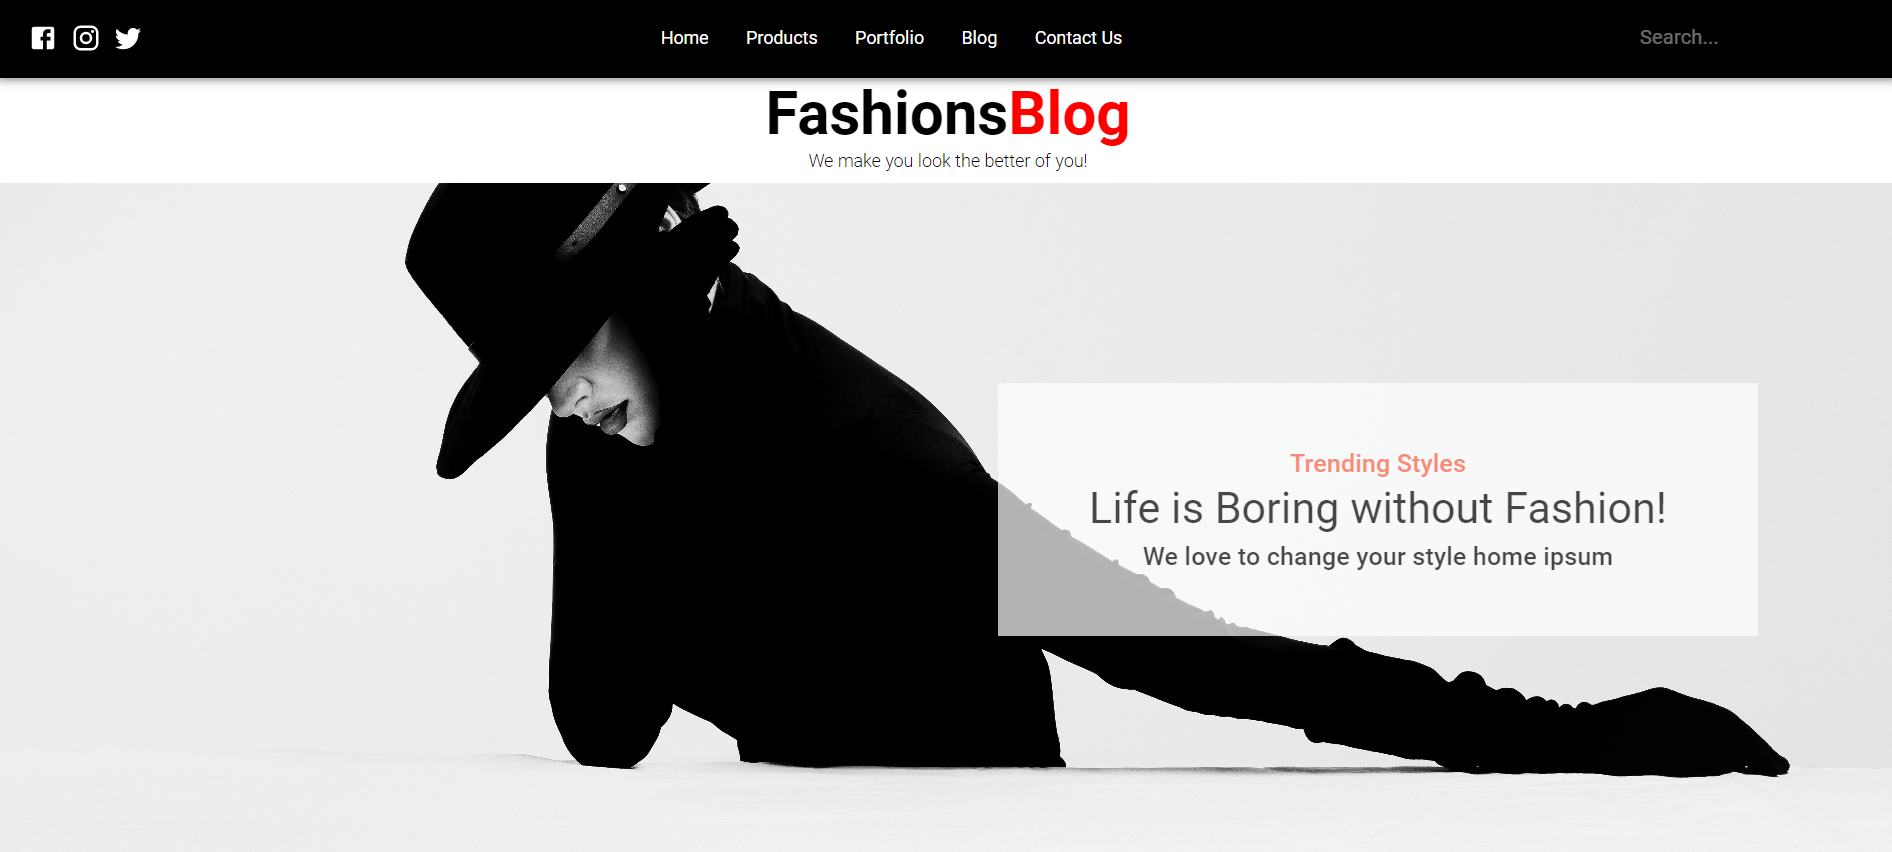 Home Products Portfolio Blog Contact Us Search...
FashionsBlog
We make you look the better of you!
Trending Styles
Life is Boring without Fashion!
We love to change your style home ipsum